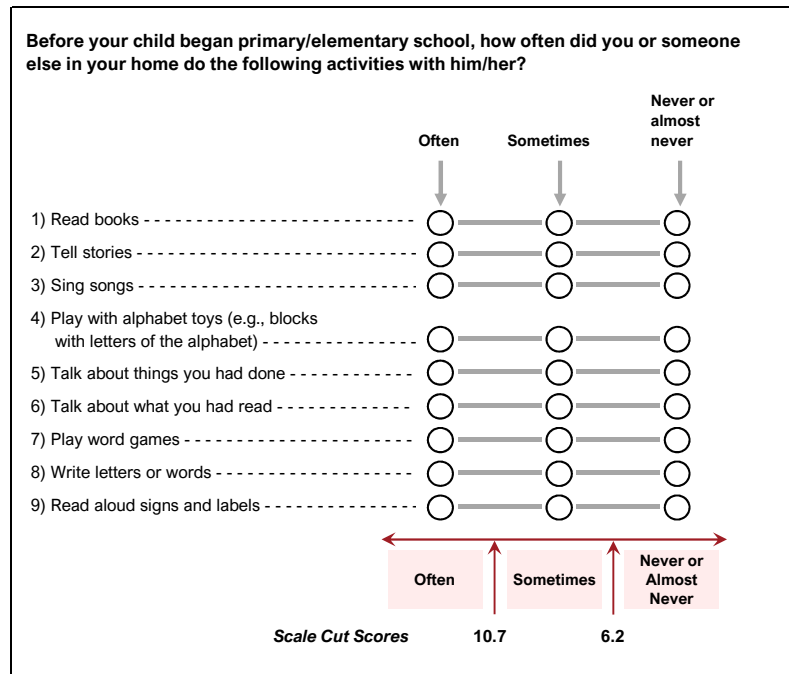 Before your child began primary/elementary school, how often did you or someone
else in your home do the following activities with him/her?
Never or
almost
never
Often
Sometimes
1) Read books
2) Tell stories
3) Sing songs
4) Play with alphabet toys (e.g., blocks
with letters of the alphabet)
5) Talk about things you had done
6) Talk about what you had read
7) Play word games
8) Write letters or words
9) Read aloud signs and labels
Often
Sometimes
Never or
Almost
Never
Scale Cut Scores 10.7 6.2